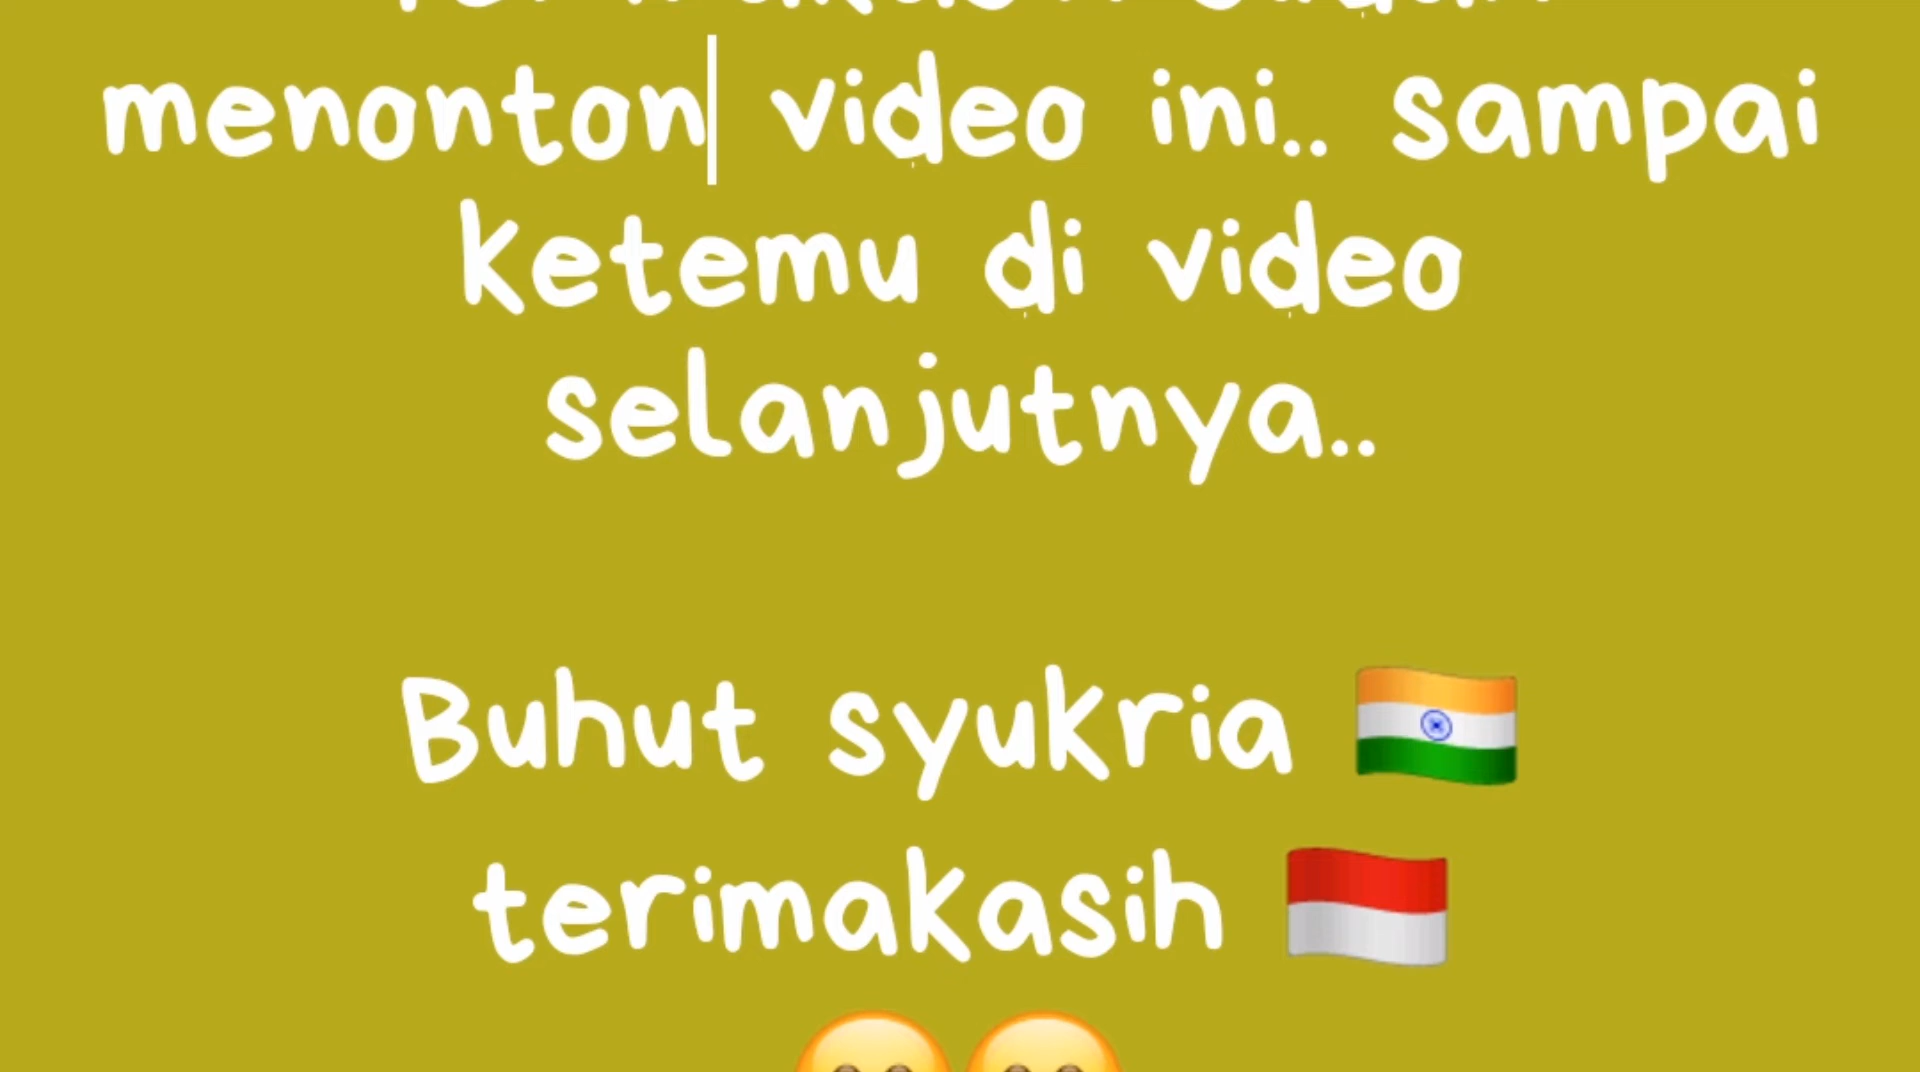 menonton video ini.. sampai
ketemu di video
selanjutnya..
Buhut syukria 🇮🇳
terimakasih 🇮🇩